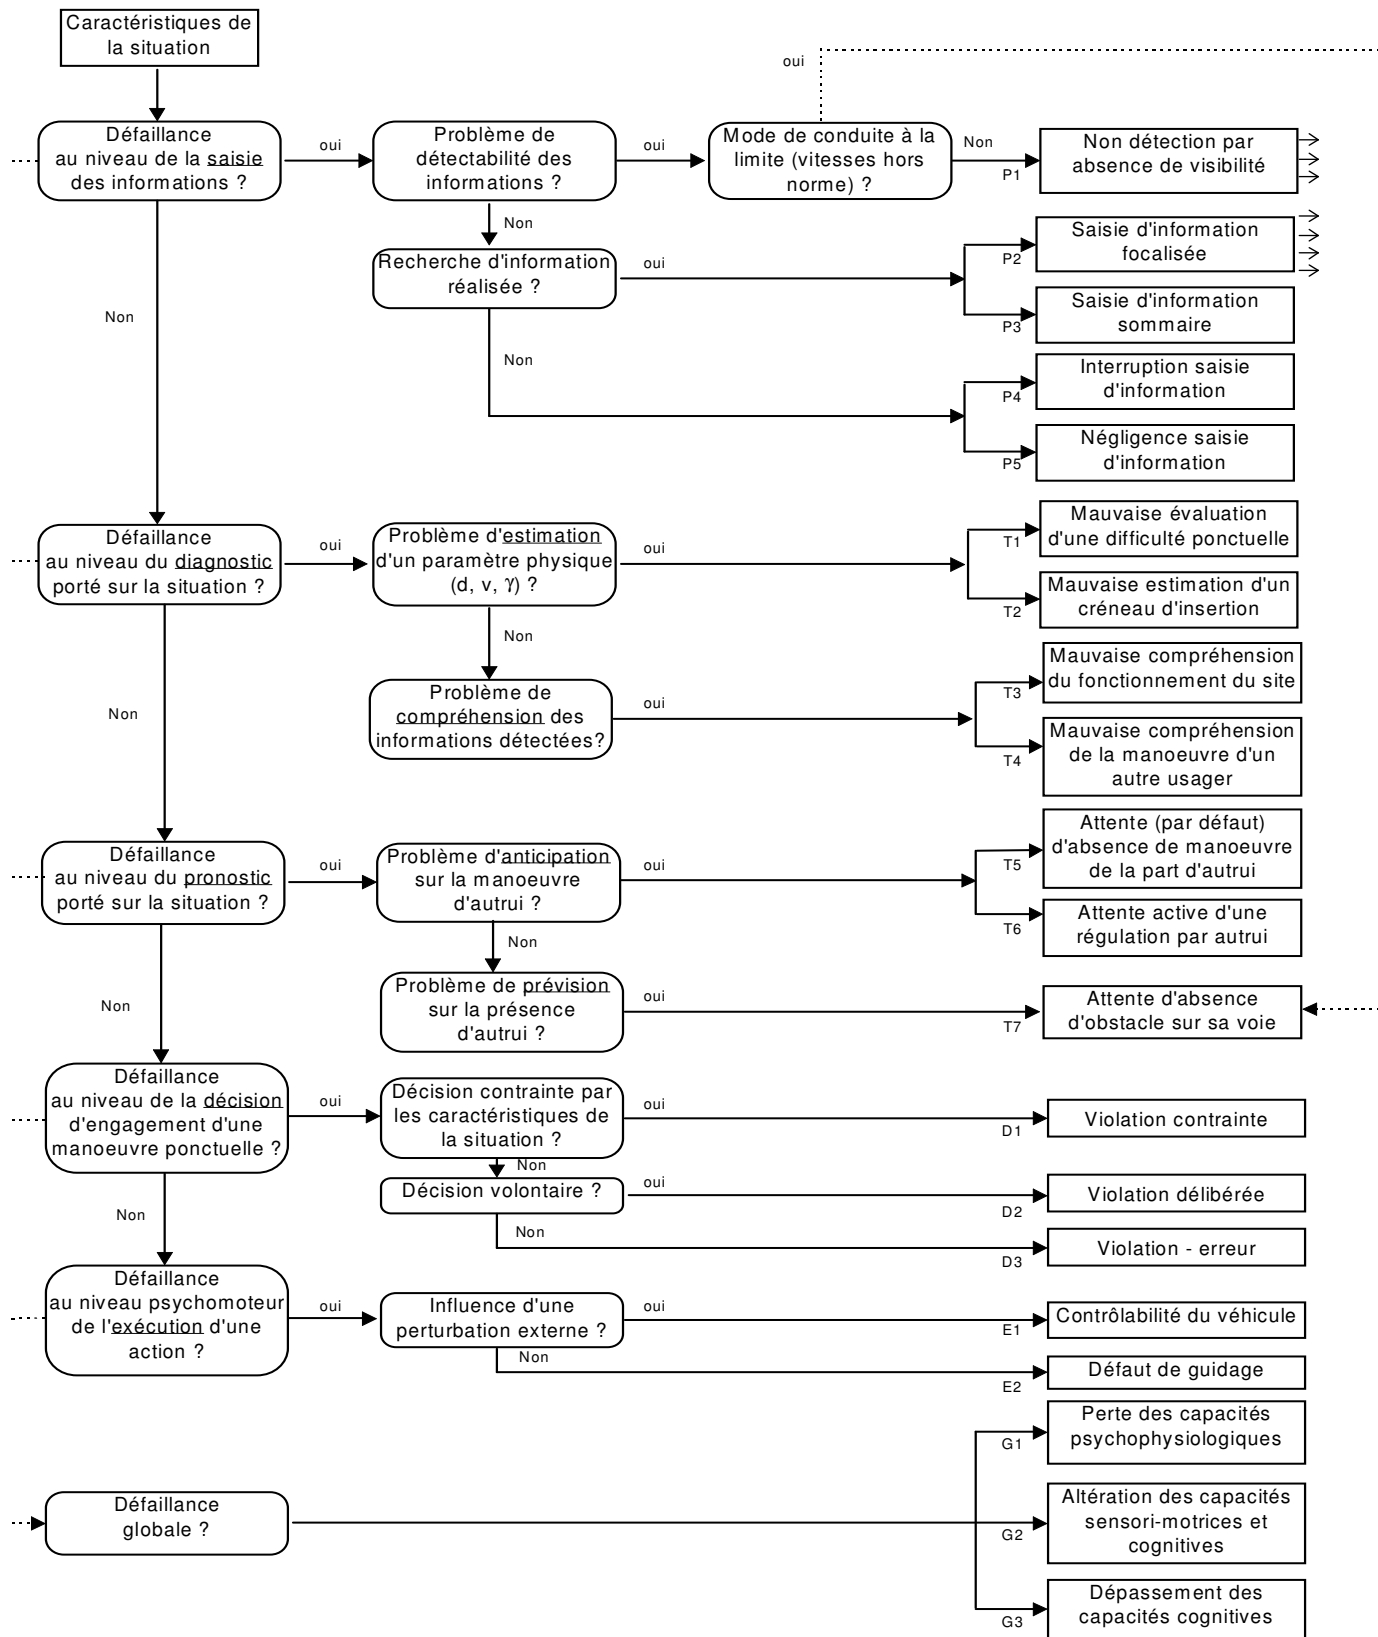 Caractéristiques de
la situation
oui
Défaillance
au niveau de la saisie
des informations ?
oui
Problème de
détectabilité des
informations ?
oui
Mode de conduite à la
limite (vitesses hors
norme) ?
Non
P1
Non détection par
absence de visibilité
Non
Recherche d'information
réalisée ?
oui
P2
Saisie d'information
focalisée
P3
Saisie d'information
sommaire
Non
Non
P4
Interruption saisie
d'information
P5
Négligence saisie
d'information
Défaillance
au niveau du diagnostic
porté sur la situation ?
oui
Problème d'estimation
d'un paramètre physique
(d, v, γ) ?
oui
T1
Mauvaise évaluation
d'une difficulté ponctuelle
T2
Mauvaise estimation d'un
créneau d'insertion
Non
Non
Problème de
compréhension des
informations détectées?
oui
T3
Mauvaise compréhension
du fonctionnement du site
T4
Mauvaise compréhension
de la manoeuvre d'un
autre usager
Défaillance
au niveau du pronostic
porté sur la situation ?
oui
Problème d'anticipation
sur la manoeuvre
d'autrui ?
oui
T5
Attente (par défaut)
d'absence de manoeuvre
de la part d'autrui
T6
Attente active d'une
régulation par autrui
Non
Non
Problème de prévision
sur la présence
d'autrui ?
oui
T7
Attente d'absence
d'obstacle sur sa voie
Défaillance
au niveau de la décision
d'engagement d'une
manoeuvre ponctuelle ?
oui
Décision contrainte par
les caractéristiques de
la situation ?
oui
D1
Violation contrainte
Non
Décision volontaire ?
oui
D2
Violation délibérée
Non
Non
D3
Violation - erreur
Défaillance
au niveau psychomoteur
de l'exécution d'une
action ?
oui
Influence d'une
perturbation externe ?
oui
E1
Contrôlabilité du véhicule
Non
E2
Défaut de guidage
Défaillance
globale ?
G1
Perte des capacités
psychophysiologiques
G2
Altération des capacités
sensori-motrices et
cognitives
G3
Dépassement des
capacités cognitives